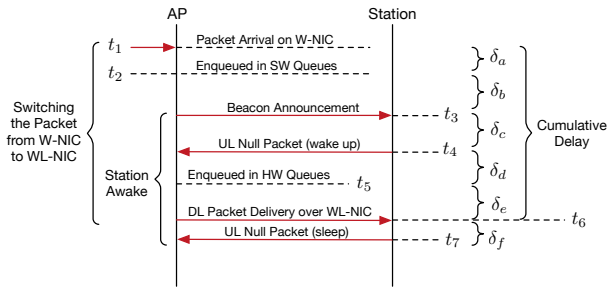 AP
Station
t1
Packet Arrival on W-NIC
δa
t2
Enqueued in SW Queues
δb
Switching
the Packet
from W-NIC
to WL-NIC
Beacon Announcement
t3
δc
Cumulative
Delay
UL Null Packet (wake up)
t4
Station
Awake
Enqueued in HW Queues
t5
δd
DL Packet Delivery over WL-NIC
δe
t6
UL Null Packet (sleep)
t7
δf